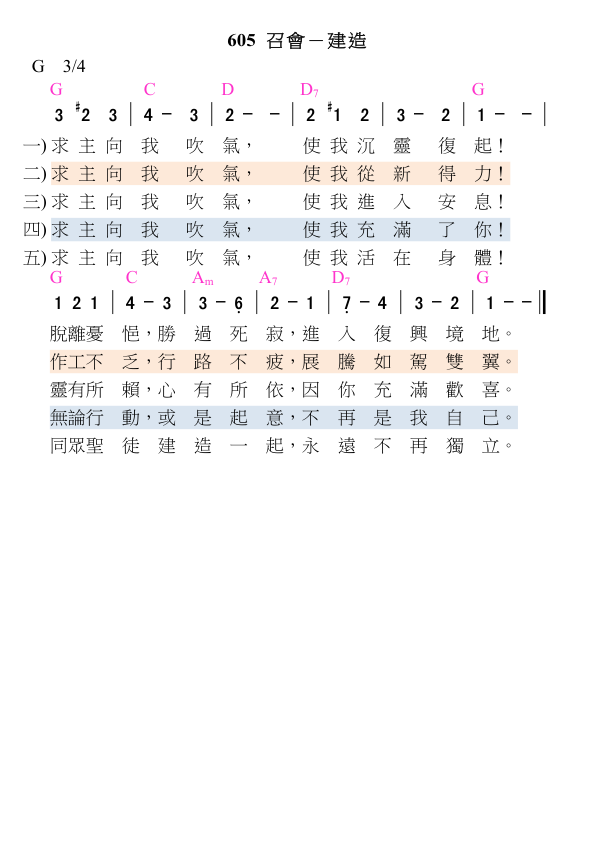 605 召會－建造
G 3/4
G C D D7 G
3 #2 3 | 4 – 3 | 2 – – | 2 #1 2 | 3 – 2 | 1 – – |
一) 求主向我吹氣，使我沉靈復起！
二) 求主向我吹氣，使我從新得力！
三) 求主向我吹氣，使我進入安息！
四) 求主向我吹氣，使我充滿了你！
五) 求主向我吹氣，使我活在身體！
G C Am A7 D7 G
1 2 1 | 4 – 3 | 3 – 6̣ | 2 – 1 | 7̣ – 4 | 3 – 2 | 1 – – ‖
脫離憂悒，勝過死寂，進入復興境地。
作工不乏，行路不疲，展騰如駕雙翼。
靈有所賴，心有所依，因你充滿歡喜。
無論行動，或是起意，不再是我自己。
同眾聖徒建造一起，永遠不再獨立。